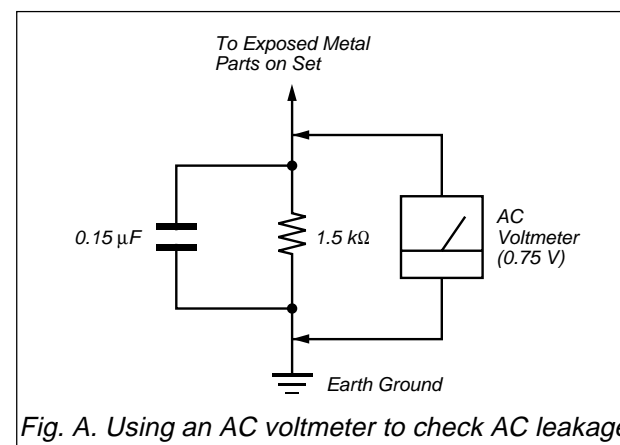 To Exposed Metal
Parts on Set
0.15 µF
1.5 kΩ
AC
Voltmeter
(0.75 V)
Earth Ground
Fig. A. Using an AC voltmeter to check AC leakage